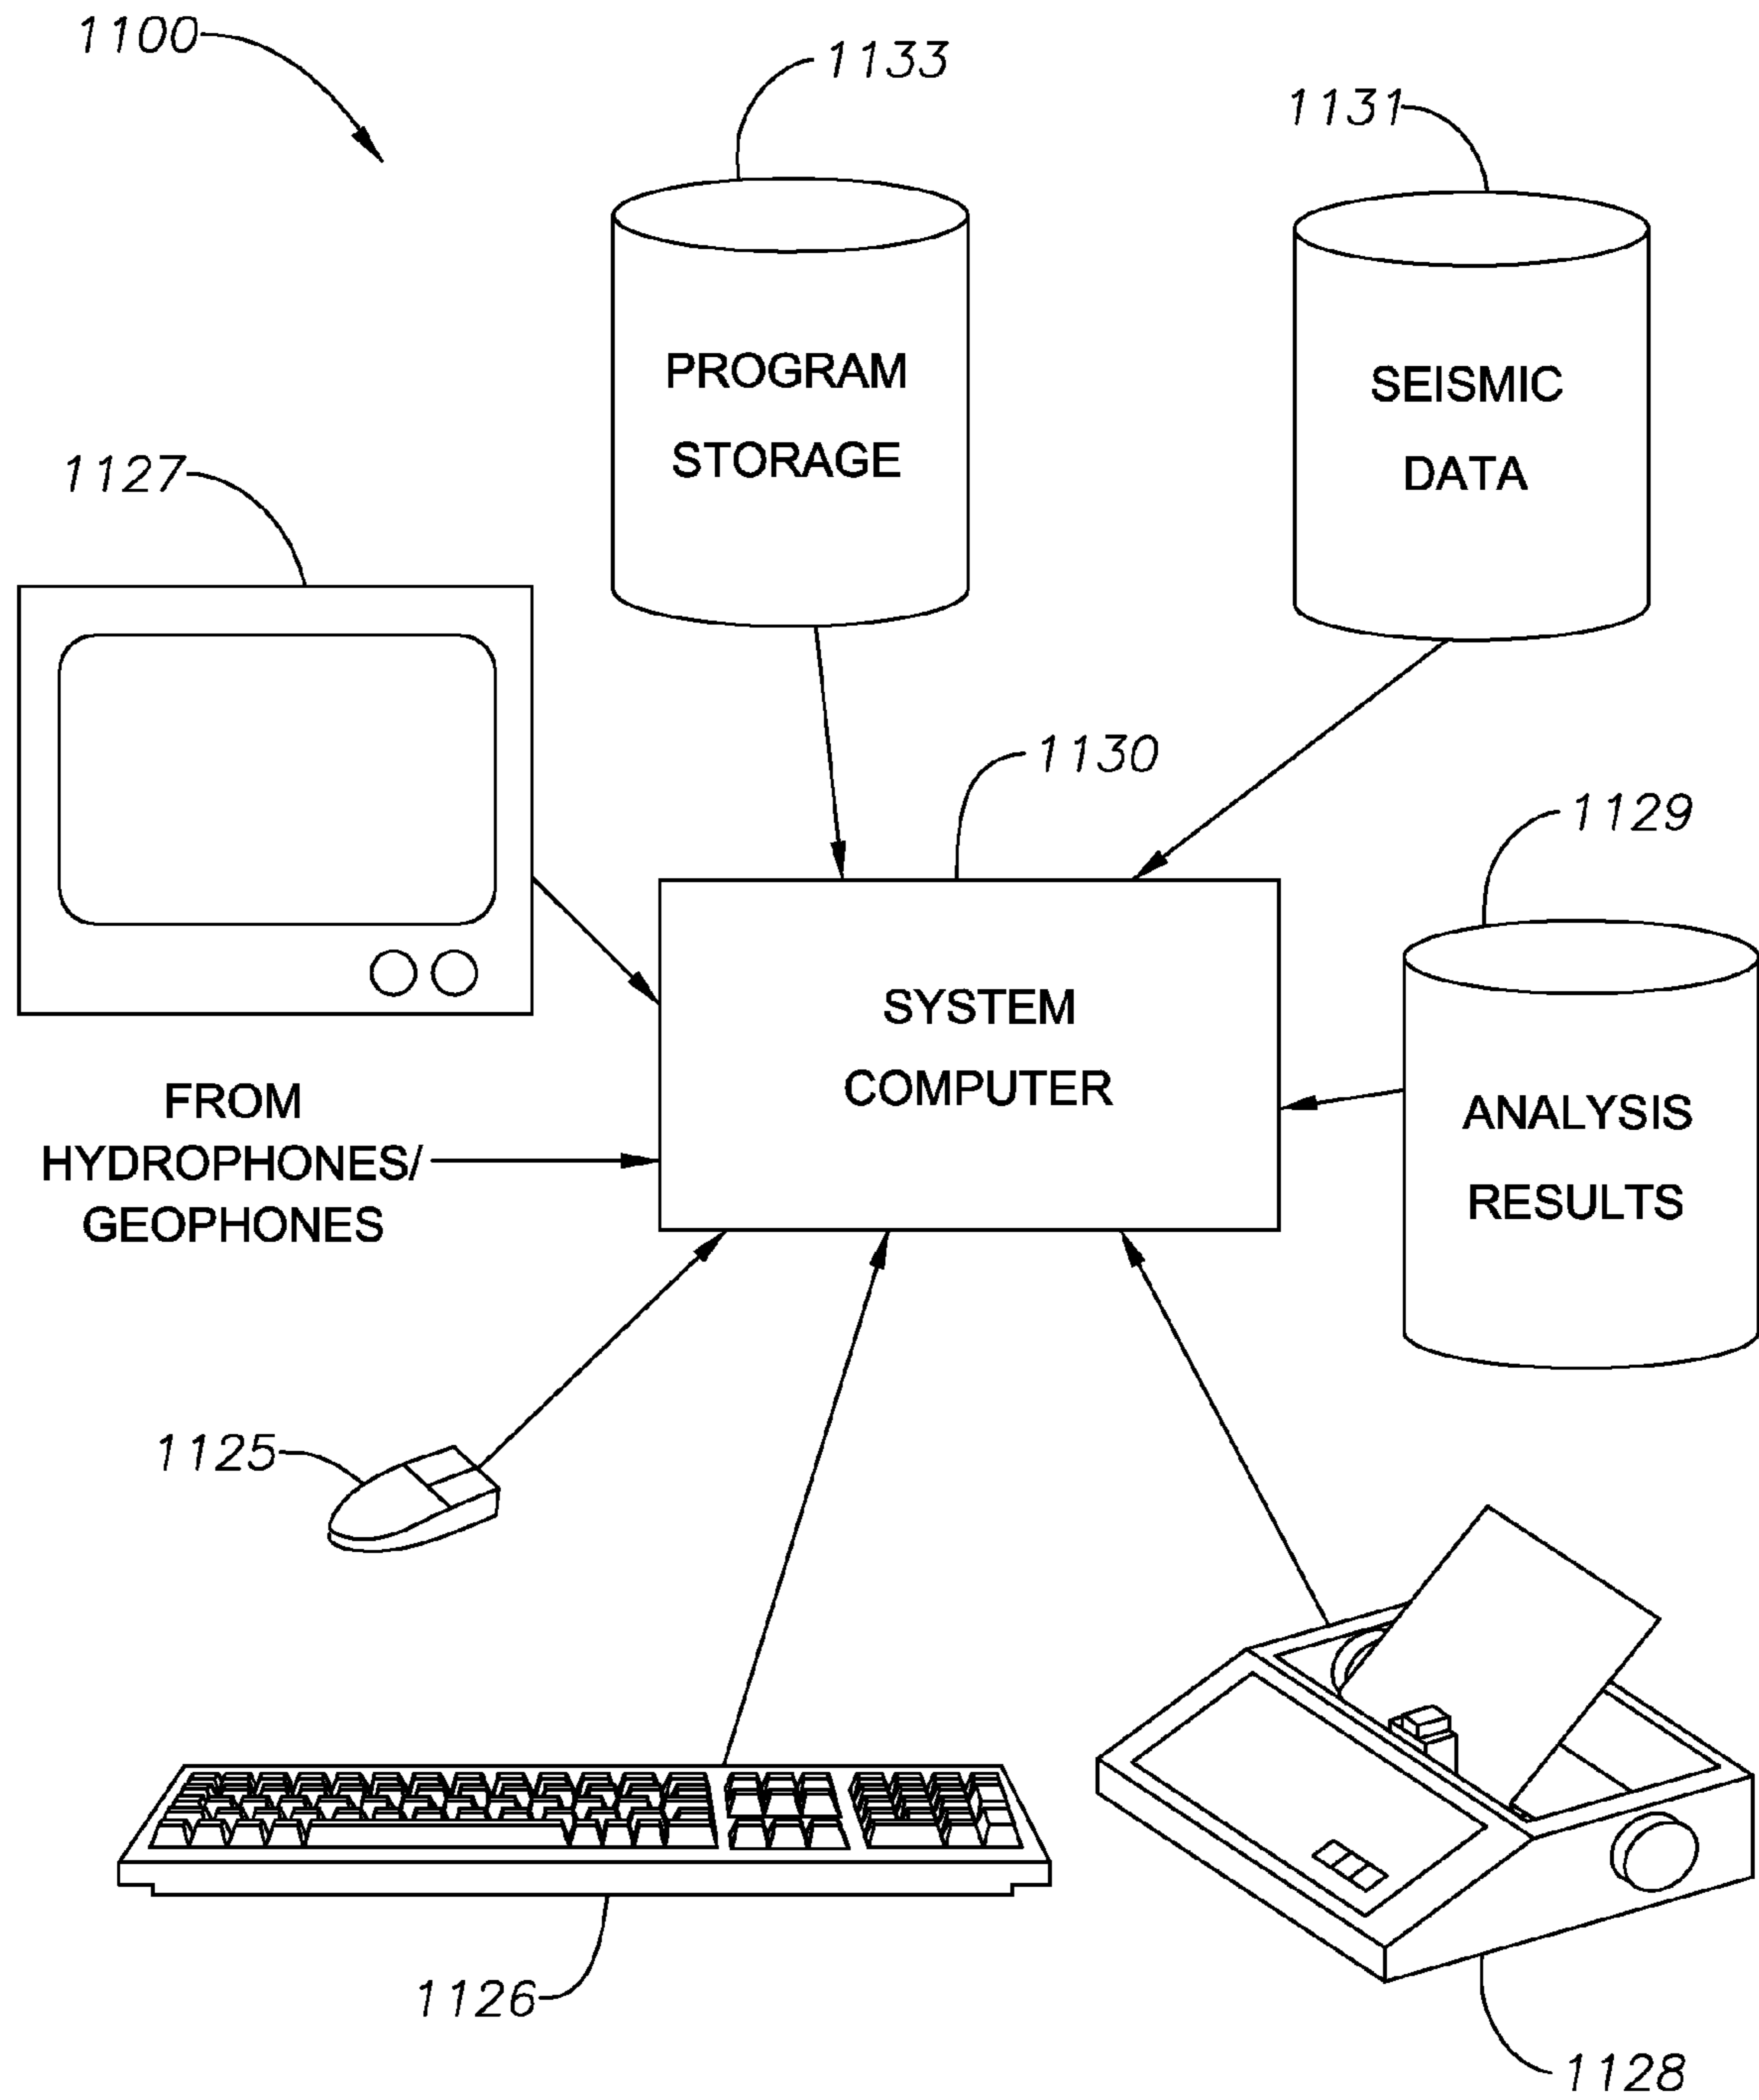 1100
1133
1131
PROGRAM
STORAGE
SEISMIC
DATA
1127
1130
1129
SYSTEM
COMPUTER
FROM
HYDROPHONES/
GEOPHONES
ANALYSIS
RESULTS
1125
1126
1128